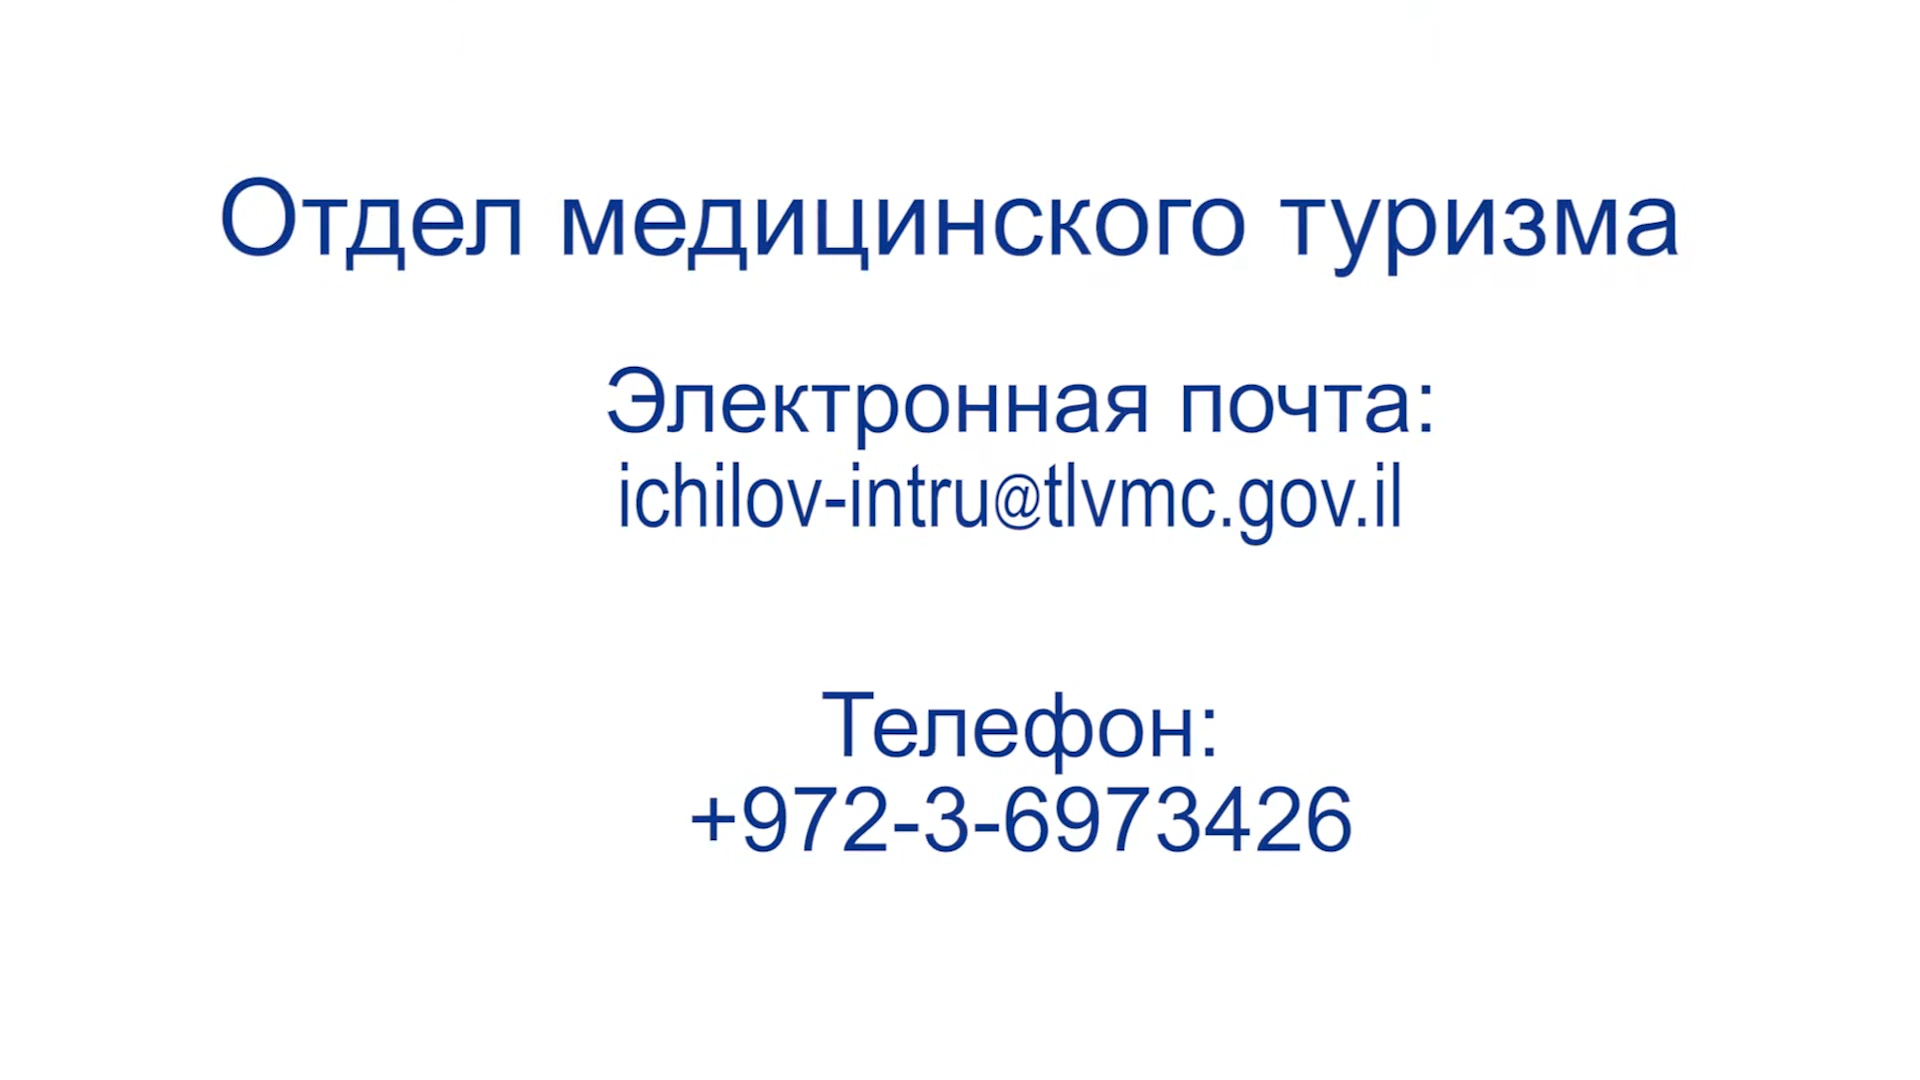 Отдел медицинского туризма
Электронная почта:
ichilov-intru@tlvmc.gov.il
Телефон:
+972-3-6973426